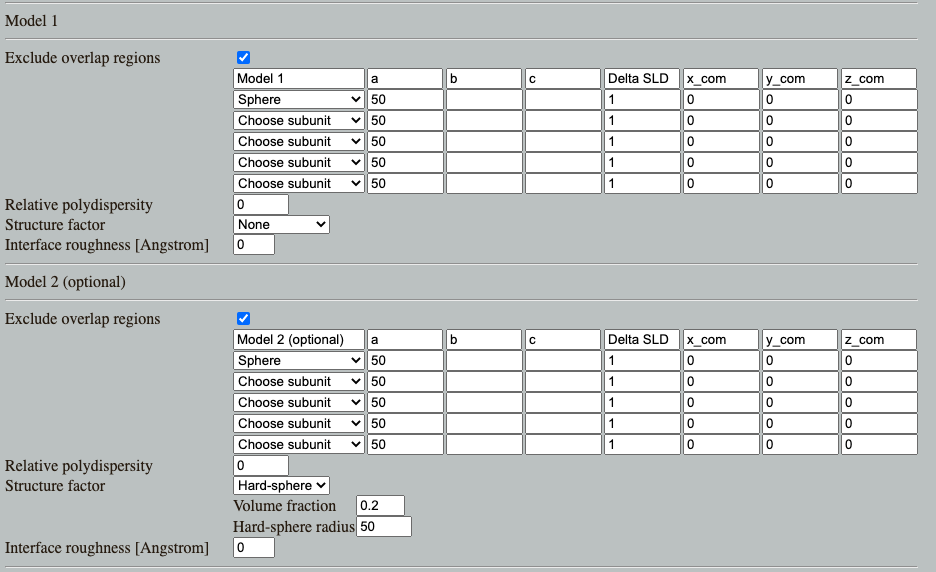 Model 1
Exclude overlap regions
Model 1 a b c Delta SLD x_com y_com z_com
Sphere 50 1 0 0 0
Choose subunit 50 1 0 0 0
Choose subunit 50 1 0 0 0
Choose subunit 50 1 0 0 0
Choose subunit 50 1 0 0 0
Relative polydispersity 0
Structure factor None
Interface roughness [Angstrom] 0
Model 2 (optional)
Exclude overlap regions
Model 2 (optional) a b c Delta SLD x_com y_com z_com
Sphere 50 1 0 0 0
Choose subunit 50 1 0 0 0
Choose subunit 50 1 0 0 0
Choose subunit 50 1 0 0 0
Choose subunit 50 1 0 0 0
Relative polydispersity 0
Structure factor Hard-sphere
Volume fraction 0.2
Hard-sphere radius 50
Interface roughness [Angstrom] 0